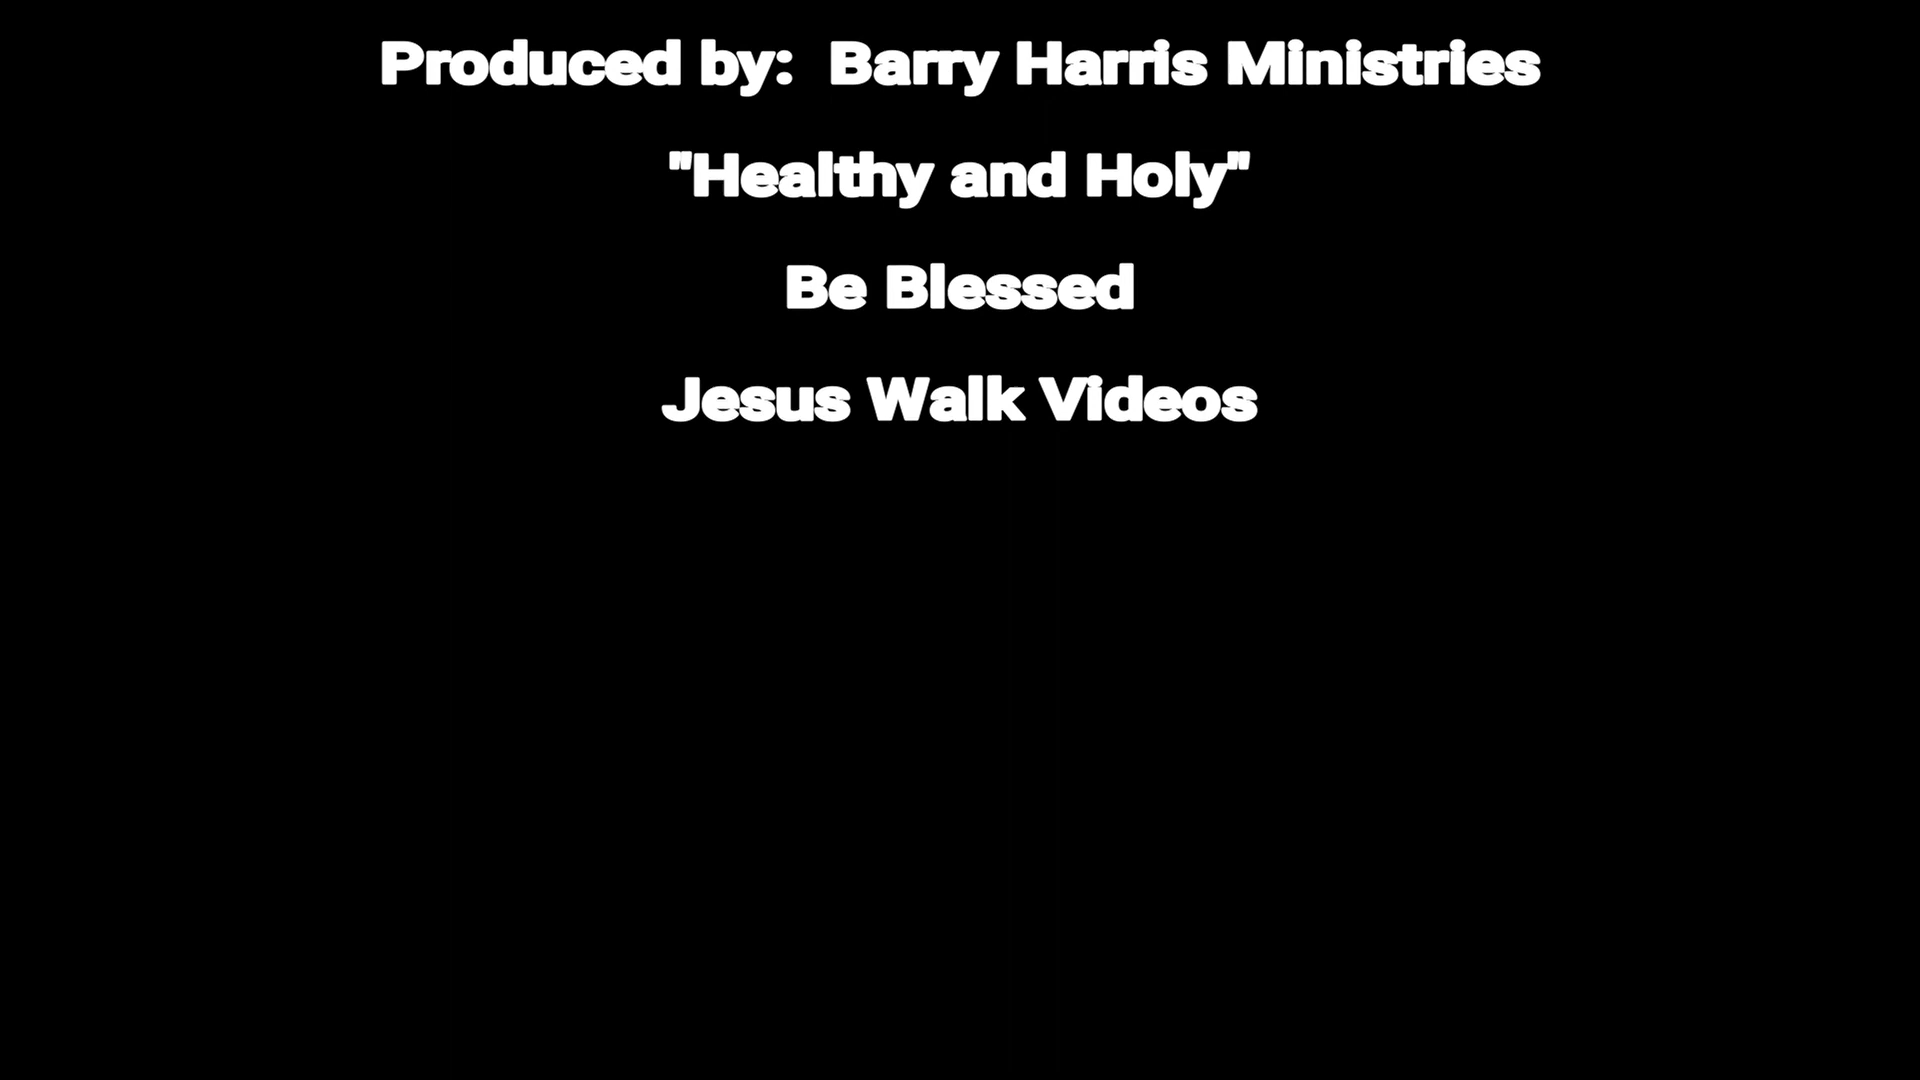 Produced by:  Barry Harris Ministries
"Healthy and Holy"
Be Blessed
Jesus Walk Videos